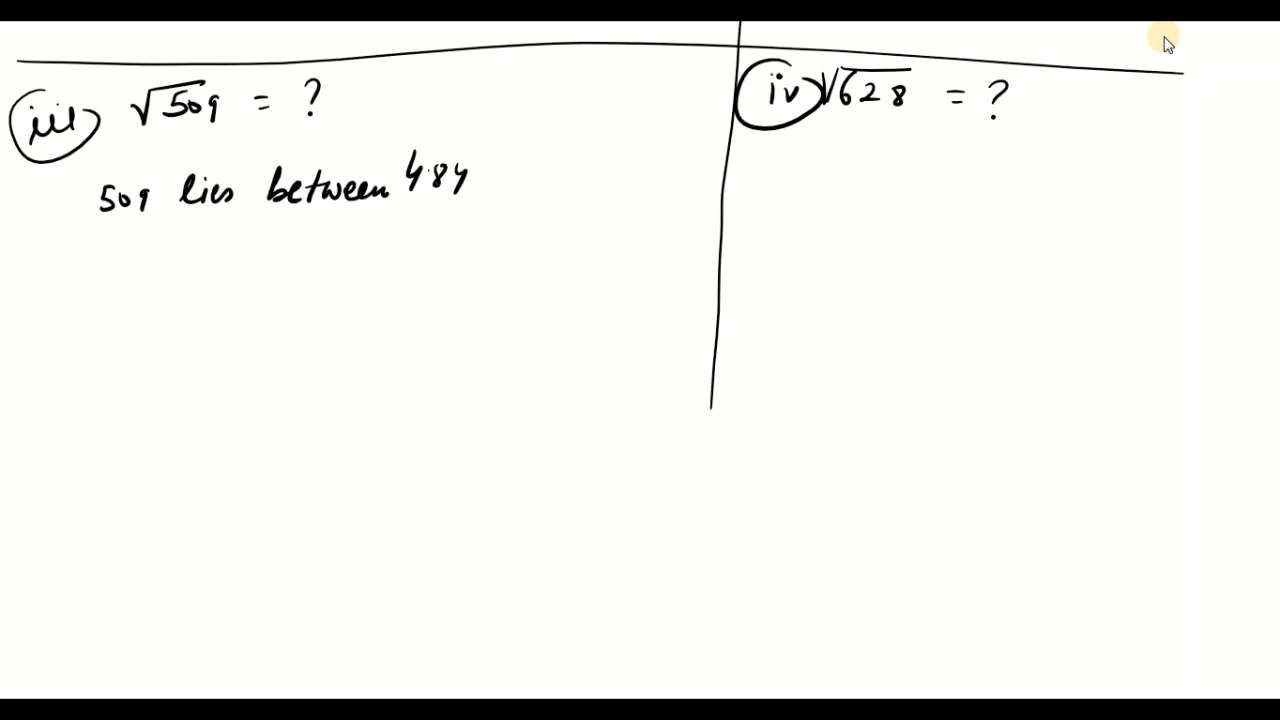 iii) √509 = ?
509 lies between 484
iv) √628 = ?